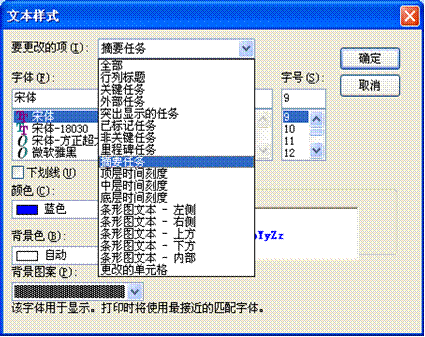 文本样式
要更改的项(I): 摘要任务
确定
取消
全部
行列标题
关键任务
外部任务
突出显示的任务
已标记任务
非关键任务
里程碑任务
摘要任务
顶层时间刻度
中层时间刻度
底层时间刻度
条形图文本 - 左侧
条形图文本 - 右侧
条形图文本 - 上方
条形图文本 - 下方
条形图文本 - 内部
更改的单元格
字体(F):
宋体
宋体
宋体-18030
宋体-方正超大
微软雅黑
字号(S):
9
9
10
11
12
下划线(U)
颜色(C):
蓝色
背景色(B):
自动
背景图案(P):
YyZz
该字体用于显示。打印时将使用最接近的匹配字体。